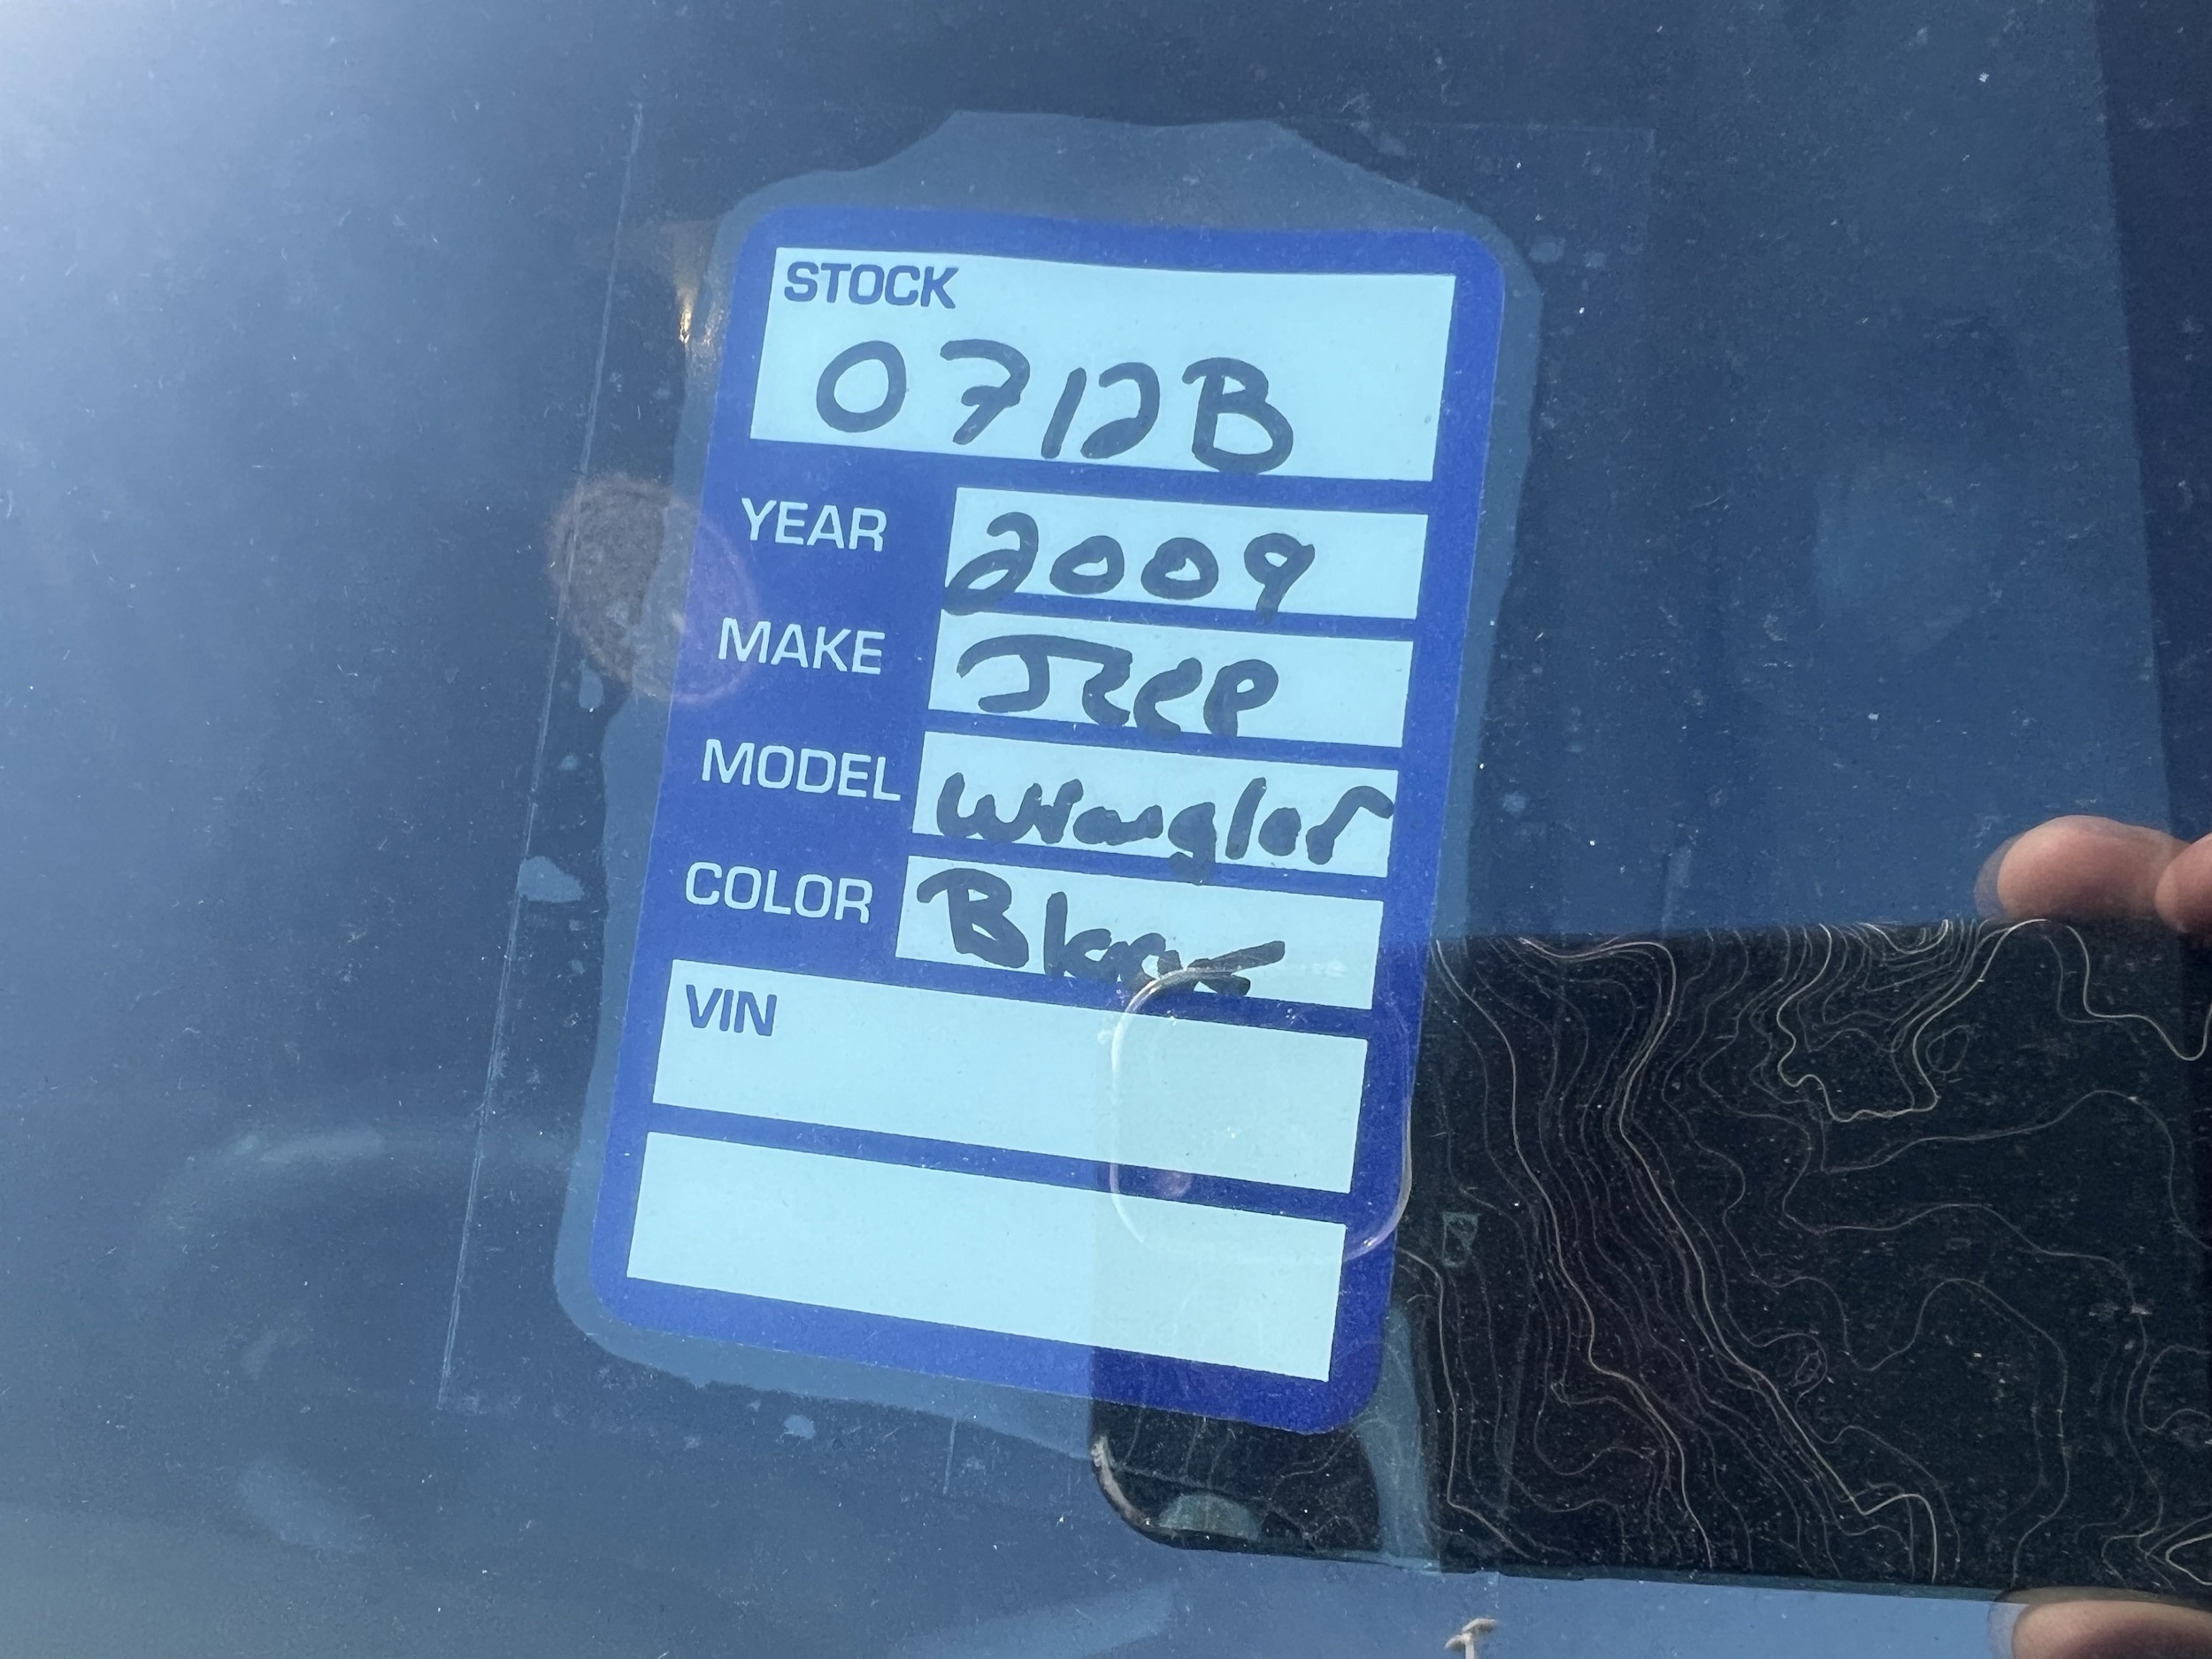 STOCK
0712B
YEAR 2009
MAKE Jeep
MODEL Wrangler
COLOR Black
VIN